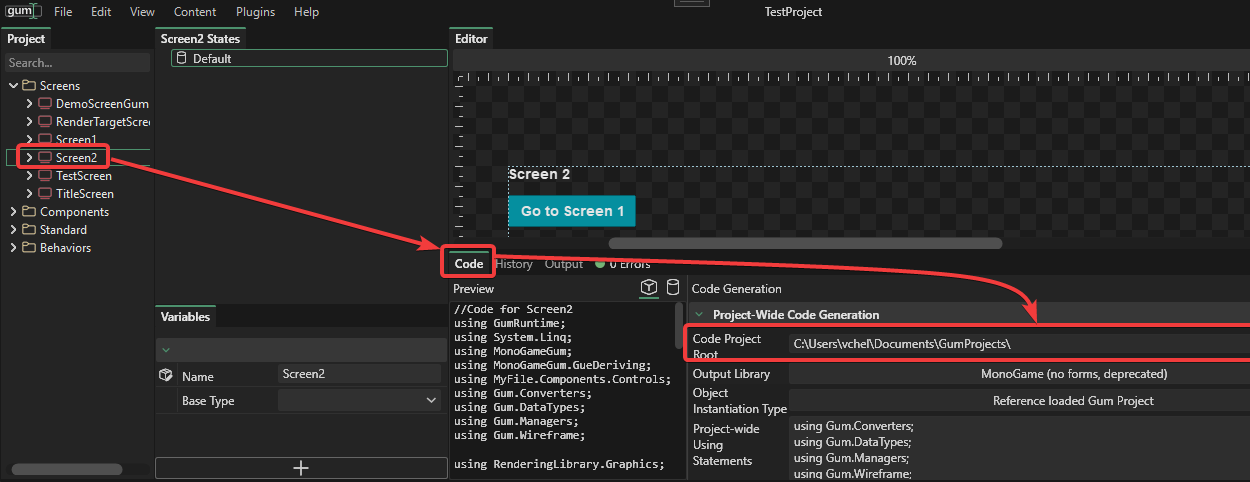 gum
File
Edit
View
Content
Plugins
Help
TestProject
Project
Search...
Screens
DemoScreenGum
RenderTargetScree
Screen1
Screen2
TestScreen
TitleScreen
Components
Standard
Behaviors
Screen2 States
Default
Variables
Name
Screen2
Base Type
Editor
100%
Screen 2
Go to Screen 1
Code
History
Output
0 Errors
Preview
//Code for Screen2
using GumRuntime;
using System.Linq;
using MonoGameGum;
using MonoGameGum.GueDeriving;
using MyFile.Components.Controls;
using Gum.Converters;
using Gum.DataTypes;
using Gum.Managers;
using Gum.Wireframe;
using RenderingLibrary.Graphics;
Code Generation
Project-Wide Code Generation
Code Project
Root
C:\Users\vchel\Documents\GumProjects\
Output Library
MonoGame (no forms, deprecated)
Object
Instantiation Type
Reference loaded Gum Project
Project-wide
Using
Statements
using Gum.Converters;
using Gum.DataTypes;
using Gum.Managers;
using Gum.Wireframe;